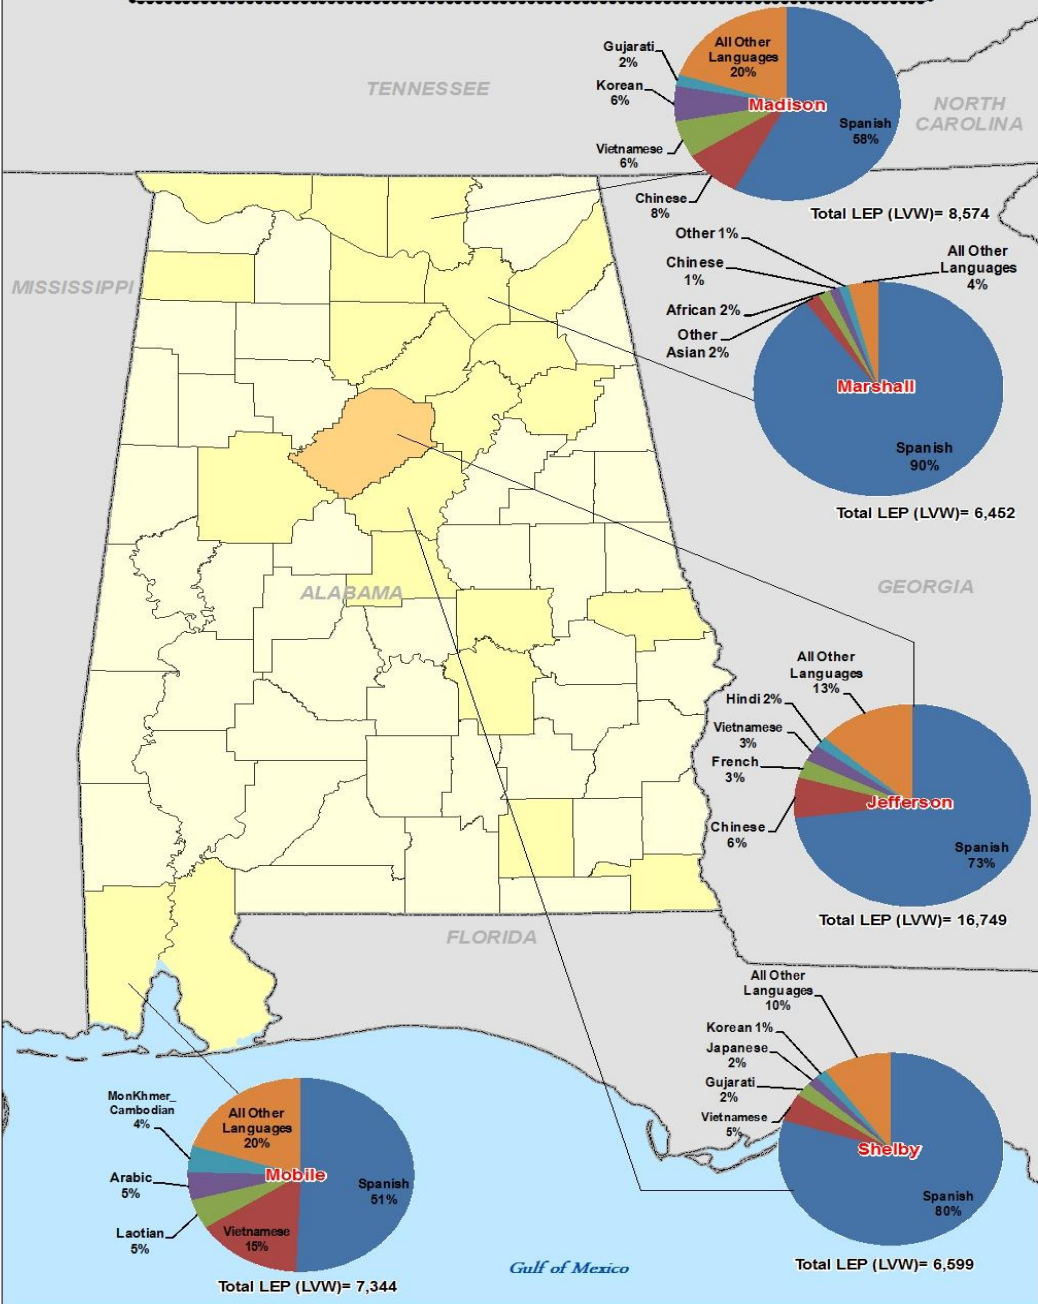 TENNESSEE
NORTH
CAROLINA
MISSISSIPPI
ALABAMA
GEORGIA
FLORIDA
Gulf of Mexico
Gujarati
2%
Korean
6%
Vietnamese
6%
Chinese
8%
All Other
Languages
20%
Madison
Spanish
58%
Total LEP (LVW)= 8,574
Other 1%
Chinese
1%
African 2%
Other
Asian 2%
All Other
Languages
4%
Marshall
Spanish
90%
Total LEP (LVW)= 6,452
All Other
Languages
13%
Hindi 2%
Vietnamese
3%
French
3%
Chinese
6%
Jefferson
Spanish
73%
Total LEP (LVW)= 16,749
All Other
Languages
10%
Korean 1%
Japanese
2%
Gujarati
2%
Vietnamese
5%
Shelby
Spanish
80%
Total LEP (LVW)= 6,599
MonKhmer_
Cambodian
4%
Arabic
5%
Laotian
5%
All Other
Languages
20%
Mobile
Spanish
51%
Vietnamese
15%
Total LEP (LVW)= 7,344